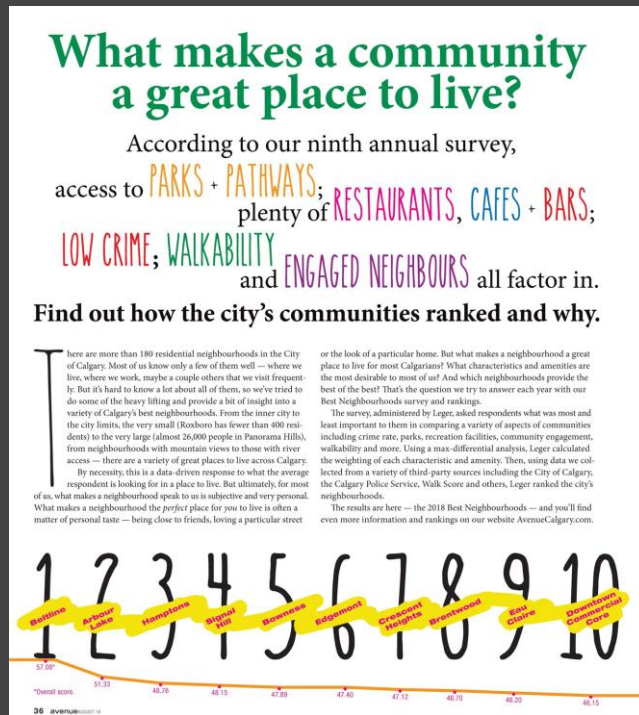 What makes a community
a great place to live?
According to our ninth annual survey,
access to PARKS + PATHWAYS;
plenty of RESTAURANTS, CAFES + BARS;
LOW CRIME; WALKABILITY
and ENGAGED NEIGHBOURS all factor in.
Find out how the city's communities ranked and why.
There are more than 180 residential neighbourhoods in the City
of Calgary. Most of us know only a few of them well — where we
live, where we work, maybe a couple others that we visit frequent-
ly. But it's hard to know a lot about all of them, so we've tried to
do some of the heavy lifting and provide a bit of insight into a
variety of Calgary's best neighbourhoods. From the inner city to
the city limits, the very small (Roxboro has fewer than 400 resi-
dents) to the very large (almost 26,000 people in Panorama Hills),
from neighbourhoods with mountain views to those with river
access — there are a variety of great places to live across Calgary.
By necessity, this is a data-driven response to what the average
respondent is looking for in a place to live. But ultimately, for most
of us, what makes a neighbourhood speak to us is subjective and very personal.
What makes a neighbourhood the perfect place for you to live is often a
matter of personal taste — being close to friends, loving a particular street
or the look of a particular home. But what makes a neighbourhood a great
place to live for most Calgarians? What characteristics and amenities are
the most desirable to most of us? And which neighbourhoods provide the
best of the best? That's the question we try to answer each year with our
Best Neighbourhoods survey and rankings.
The survey, administered by Leger, asked respondents what was most and
least important to them in comparing a variety of aspects of communities
including crime rate, parks, recreation facilities, community engagement,
walkability and more. Using a max-differential analysis, Leger calculated
the weighting of each characteristic and amenity. Then, using data we col-
lected from a variety of third-party sources including the City of Calgary,
the Calgary Police Service, Walk Score and others, Leger ranked the city's
neighbourhoods.
The results are here — the 2018 Best Neighbourhoods — and you'll find
even more information and rankings on our website AvenueCalgary.com.
1 2 3 4 5 6 7 8 9 10
Beltline
Arbour
Lake
Hamptons
Signal
Hill
Bowness
Edgemont
Crescent
Heights
Brentwood
Eau
Claire
Downtown
Commercial
Core
57.08*
51.33
48.76
48.15
47.89
47.40
47.12
46.70
46.20
46.15
*Overall score.
36 avenueAUGUST.18